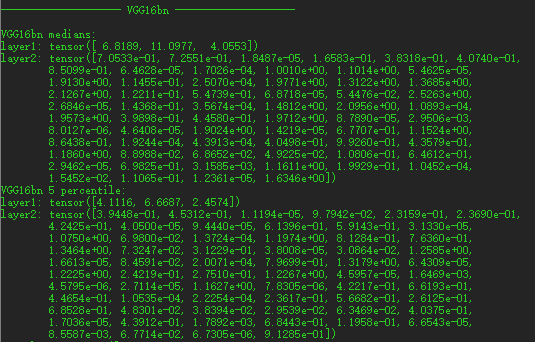 -------------------- VGG16bn --------------------
VGG16bn medians:
layer1: tensor([ 6.8189, 11.0977,  4.0553])
layer2: tensor([7.0533e-01, 7.2551e-01, 1.8487e-05, 1.6583e-01, 3.8318e-01, 4.0740e-01,
8.5099e-01, 6.4628e-05, 1.7026e-04, 1.0010e+00, 1.1014e+00, 5.4625e-05,
1.9130e+00, 1.1455e-01, 2.5070e-04, 1.9771e+00, 1.3122e+00, 1.3685e+00,
2.1267e+00, 1.2211e-01, 5.4739e-01, 6.8718e-05, 5.4476e-02, 2.5263e+00,
2.6846e-05, 1.4368e-01, 3.5674e-04, 1.4812e+00, 2.0956e+00, 1.0893e-04,
1.9573e+00, 3.9898e-01, 4.4580e-01, 1.9712e+00, 8.7890e-05, 2.9506e-03,
8.0127e-06, 4.6408e-05, 1.9024e+00, 1.4219e-05, 6.7707e-01, 1.1524e+00,
8.6438e-01, 1.9244e-04, 4.3913e-04, 4.0498e-01, 9.9260e-01, 4.3579e-01,
1.1860e+00, 8.8988e-02, 6.8652e-02, 4.9225e-02, 1.0806e-01, 6.4612e-01,
2.9462e-05, 6.9825e-01, 3.1585e-03, 1.1611e+00, 1.9929e-01, 1.0452e-04,
1.5452e-02, 1.1065e-01, 1.2361e-05, 1.6346e+00])
VGG16bn 5 percentile:
layer1: tensor([4.1116, 6.6687, 2.4574])
layer2: tensor([3.9448e-01, 4.5312e-01, 1.1194e-05, 9.7942e-02, 2.3159e-01, 2.3690e-01,
4.2425e-01, 4.0500e-05, 9.4440e-05, 6.1396e-01, 5.9143e-01, 3.1330e-05,
1.0750e+00, 6.9800e-02, 1.3724e-04, 1.1974e+00, 8.1284e-01, 7.6360e-01,
1.3464e+00, 7.3247e-02, 3.1229e-01, 3.8008e-05, 3.0864e-02, 1.2585e+00,
1.6613e-05, 8.4591e-02, 2.0071e-04, 7.9699e-01, 1.3179e+00, 6.4309e-05,
1.2225e+00, 2.4219e-01, 2.7510e-01, 1.2267e+00, 4.5957e-05, 1.6469e-03,
4.5795e-06, 2.7114e-05, 1.1627e+00, 7.8305e-06, 4.2217e-01, 6.6193e-01,
4.4654e-01, 1.0535e-04, 2.2254e-04, 2.3617e-01, 5.6682e-01, 2.6125e-01,
6.8528e-01, 4.8301e-02, 3.8394e-02, 2.9539e-02, 6.3469e-02, 4.0375e-01,
1.7036e-05, 4.3912e-01, 1.7892e-03, 6.8443e-01, 1.1958e-01, 6.6543e-05,
8.5587e-03, 6.7714e-02, 6.7305e-06, 9.1285e-01])